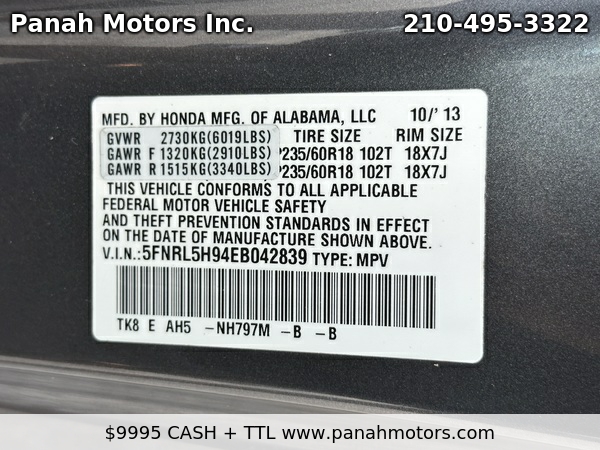 Panah Motors Inc. 210-495-3322
MFD. BY HONDA MFG. OF ALABAMA, LLC 10/'13
GVWR 2730KG(6019LBS) TIRE SIZE RIM SIZE
GAWR F 1320KG(2910LBS) P235/60R18 102T 18X7J
GAWR R 1515KG(3340LBS) P235/60R18 102T 18X7J
THIS VEHICLE CONFORMS TO ALL APPLICABLE
FEDERAL MOTOR VEHICLE SAFETY
AND THEFT PREVENTION STANDARDS IN EFFECT
ON THE DATE OF MANUFACTURE SHOWN ABOVE.
V.I.N.:5FNRL5H94EB042839 TYPE: MPV
TK8 E AH5 -NH797M -B -B
$9995 CASH + TTL www.panahmotors.com